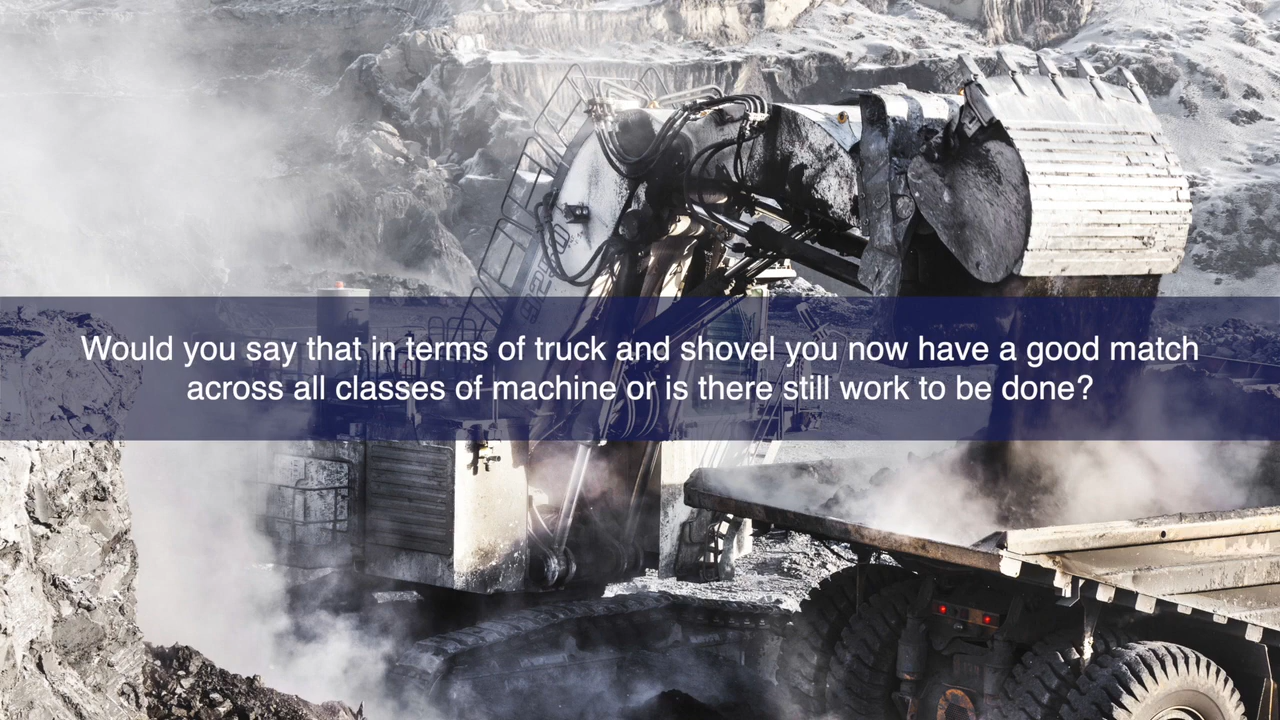 Would you say that in terms of truck and shovel you now have a good match
across all classes of machine or is there still work to be done?